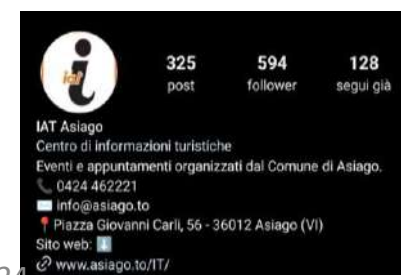 iat
325 594 128
post follower segui già
IAT Asiago
Centro di informazioni turistiche
Eventi e appuntamenti organizzati dal Comune di Asiago.
📞 0424 462221
✉️ info@asiago.to
📍 Piazza Giovanni Carli, 56 - 36012 Asiago (VI)
Sito web: ⬇️
🔗 www.asiago.to/IT/